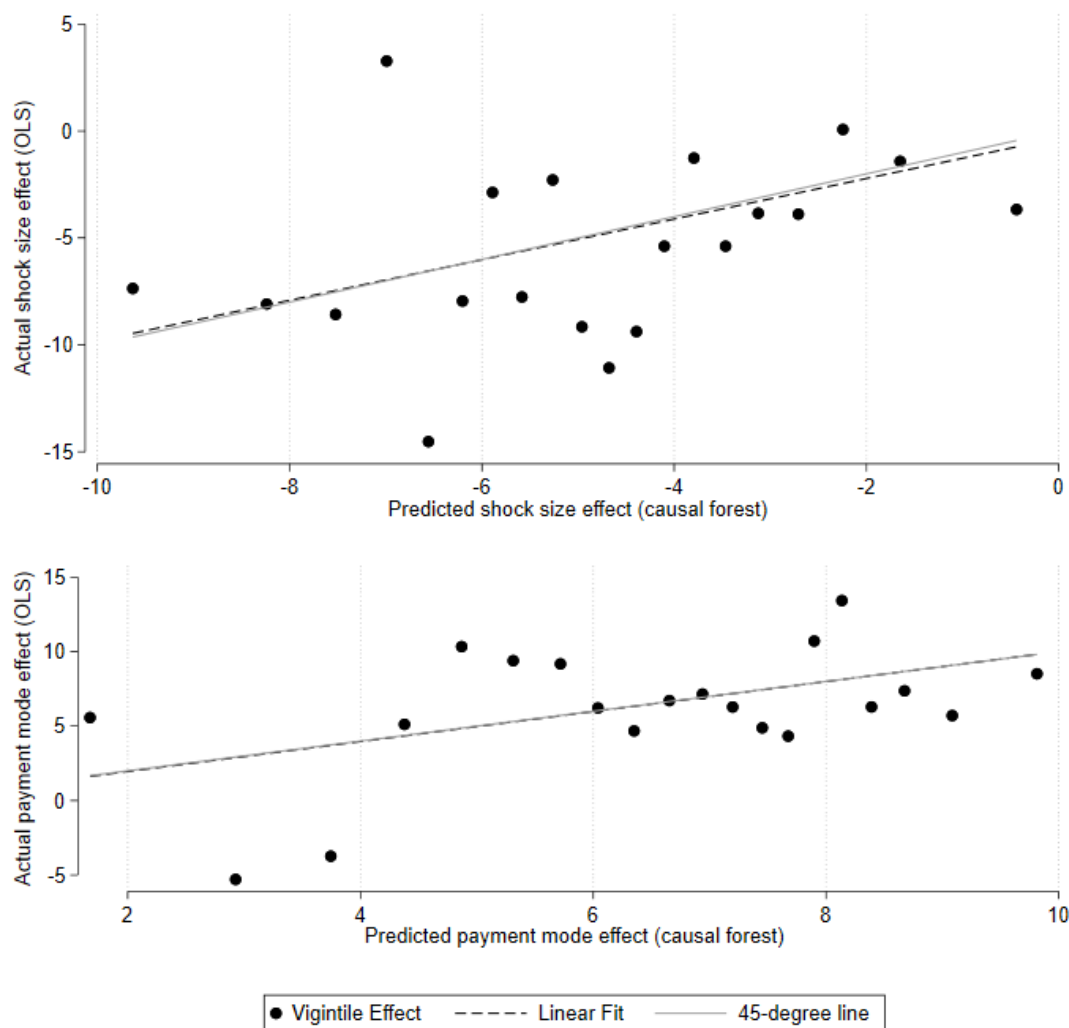 5
0
-5
-10
-15
Actual shock size effect (OLS)
-10 -8 -6 -4 -2 0
Predicted shock size effect (causal forest)
15
10
5
0
-5
Actual payment mode effect (OLS)
2 4 6 8 10
Predicted payment mode effect (causal forest)
Vigintile Effect Linear Fit 45-degree line